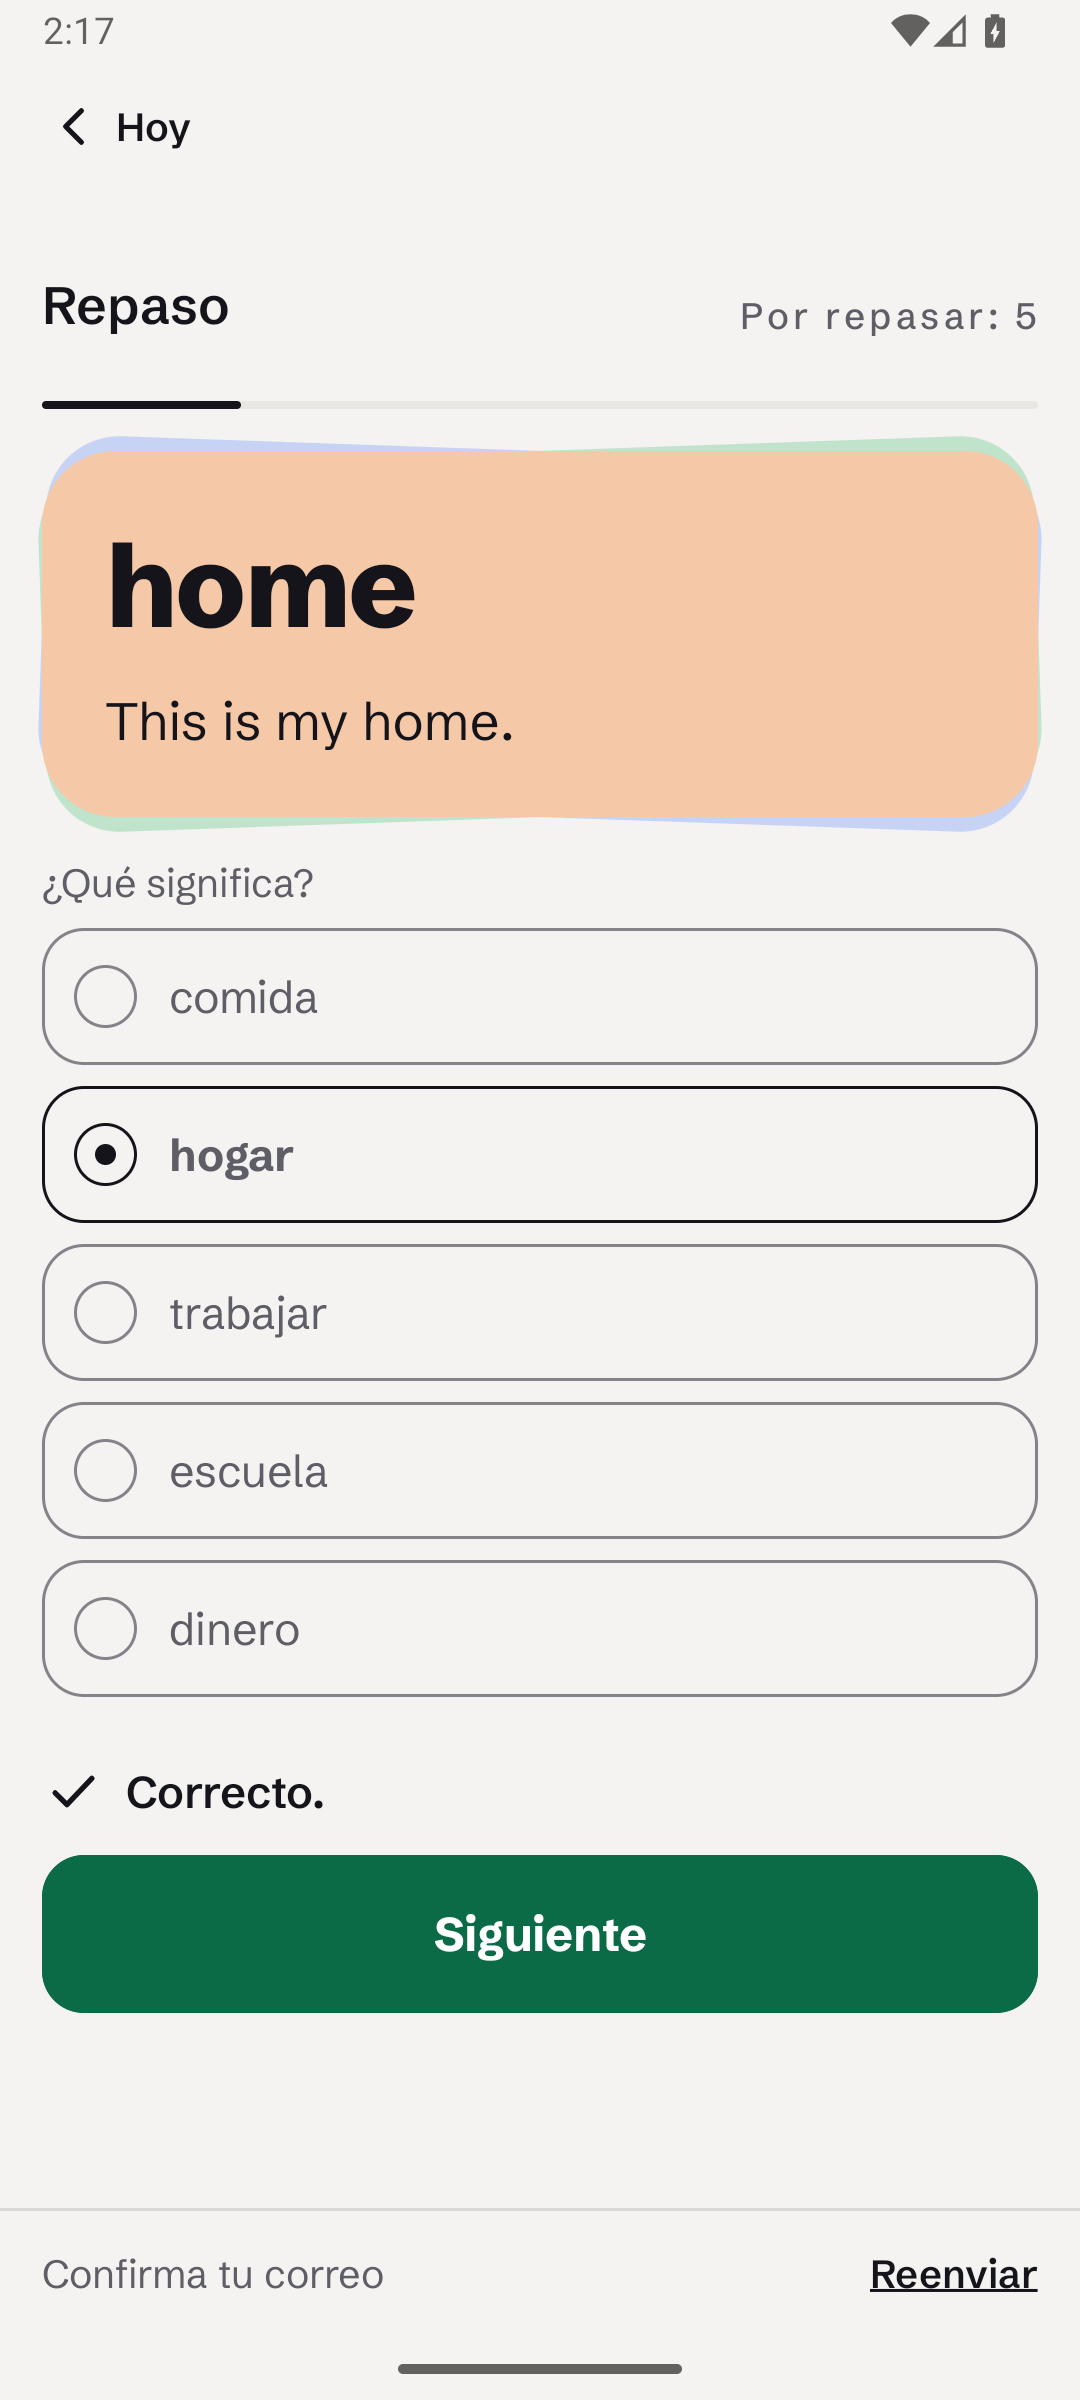 2:17
Hoy
Repaso
Por repasar: 5
home
This is my home.
¿Qué significa?
comida
hogar
trabajar
escuela
dinero
Correcto.
Siguiente
Confirma tu correo
Reenviar